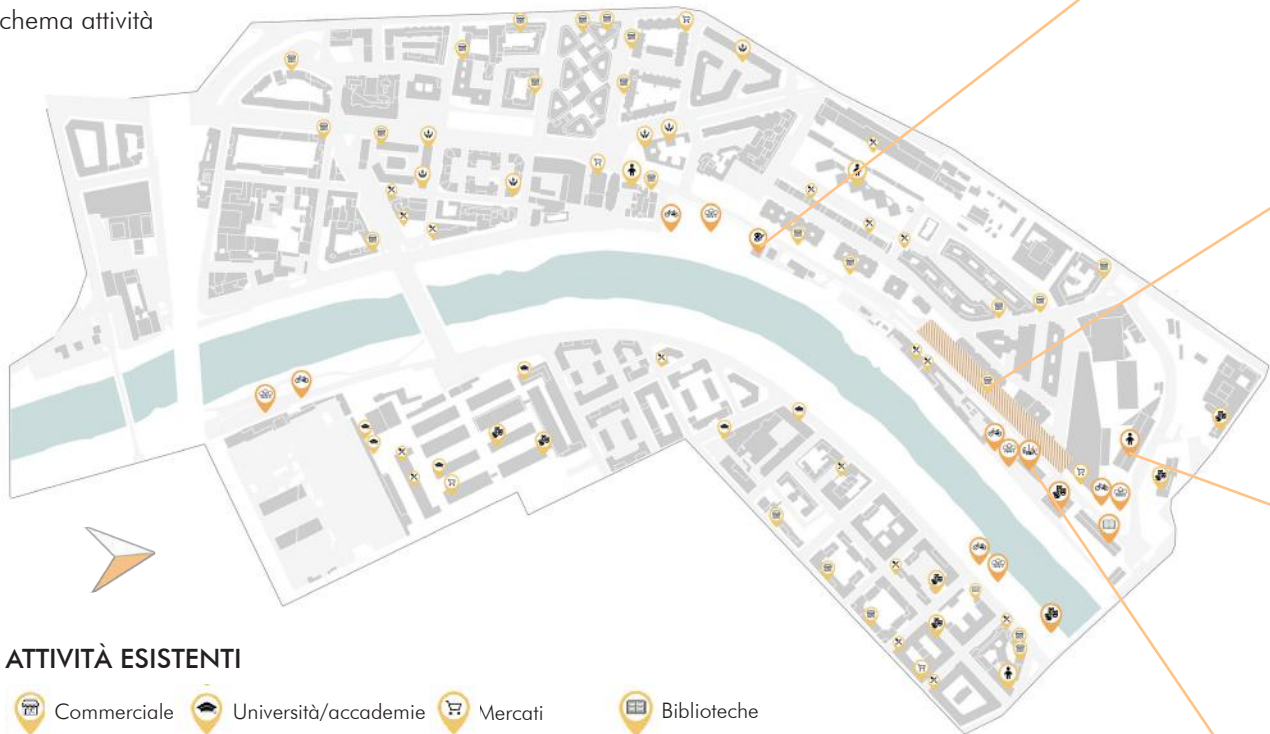 chema attività
ATTIVITÀ ESISTENTI
Commerciale Università/accademie Mercati Biblioteche